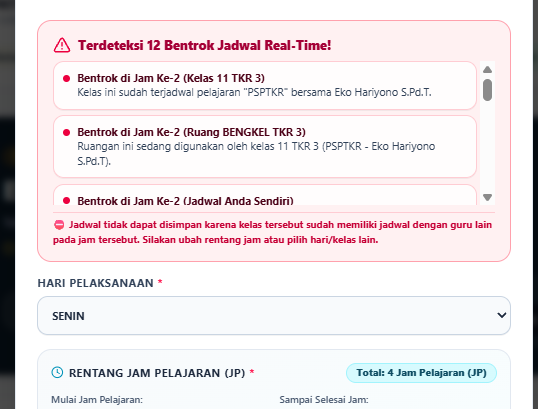 Terdeteksi 12 Bentrok Jadwal Real-Time!
Bentrok di Jam Ke-2 (Kelas 11 TKR 3)
Kelas ini sudah terjadwal pelajaran "PSPTKR" bersama Eko Hariyono S.Pd.T.
Bentrok di Jam Ke-2 (Ruang BENGKEL TKR 3)
Ruangan ini sedang digunakan oleh kelas 11 TKR 3 (PSPTKR - Eko Hariyono
S.Pd.T).
Bentrok di Jam Ke-2 (Jadwal Anda Sendiri)
Jadwal tidak dapat disimpan karena kelas tersebut sudah memiliki jadwal dengan guru lain
pada jam tersebut. Silakan ubah rentang jam atau pilih hari/kelas lain.
HARI PELAKSANAAN *
SENIN
RENTANG JAM PELAJARAN (JP) *
Total: 4 Jam Pelajaran (JP)
Mulai Jam Pelajaran:
Sampai Selesai Jam: